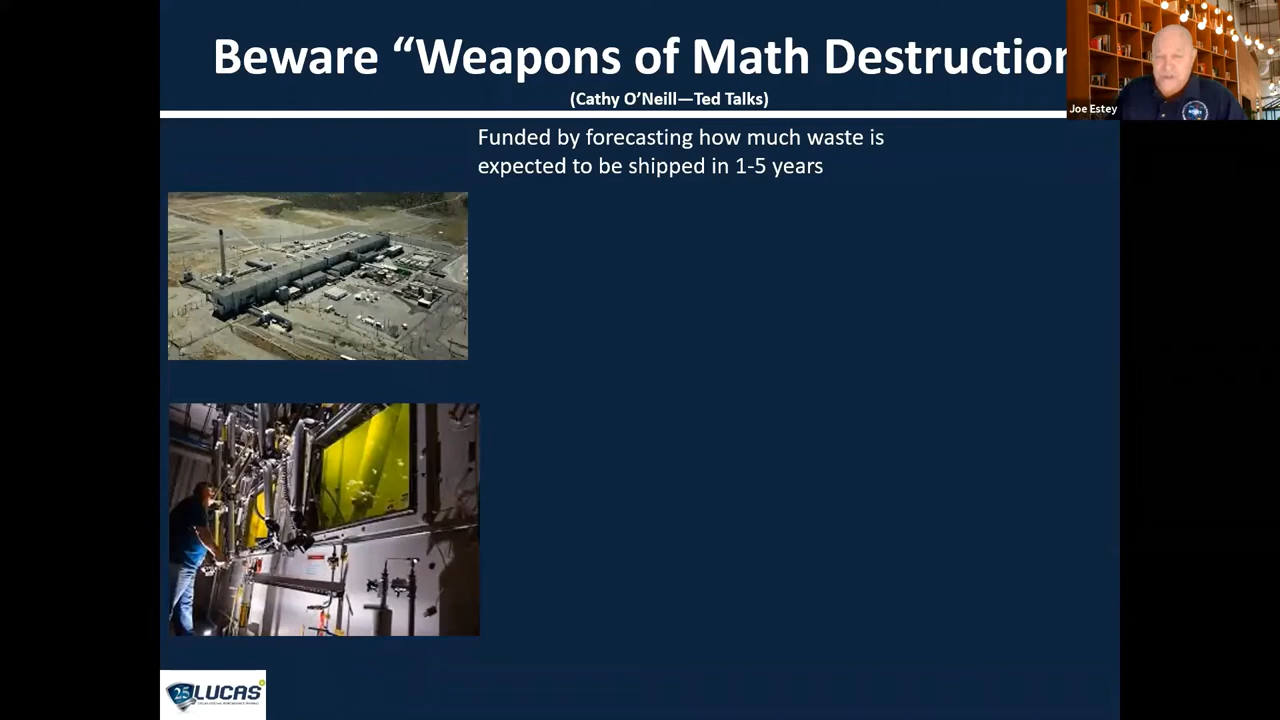 Beware “Weapons of Math Destruction
(Cathy O’Neill—Ted Talks)
Joe Estey
Funded by forecasting how much waste is
expected to be shipped in 1-5 years
25 LUCAS